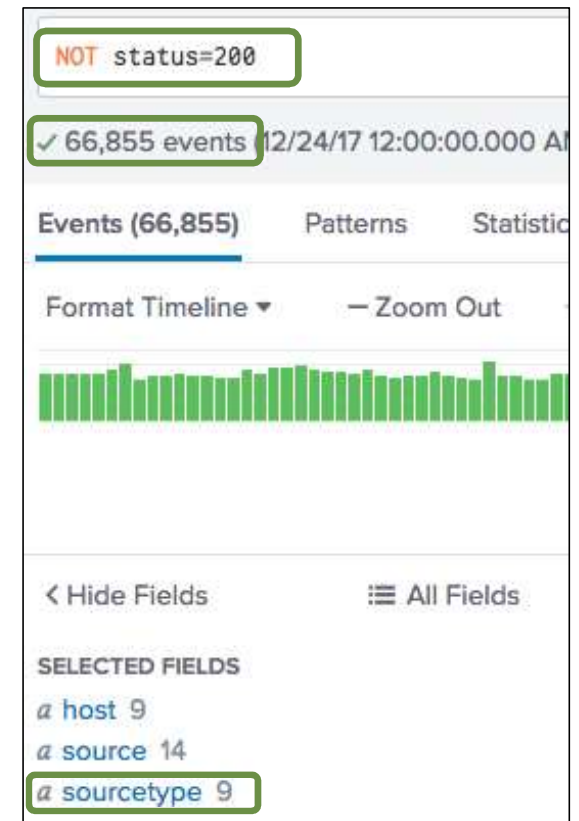 NOT status=200
✓ 66,855 events (12/24/17 12:00:00.000
Events (66,855) Patterns
Format Timeline ▾ — Zoom Out
< Hide Fields All Fields
SELECTED FIELDS
a host 9
a source 14
a sourcetype 9